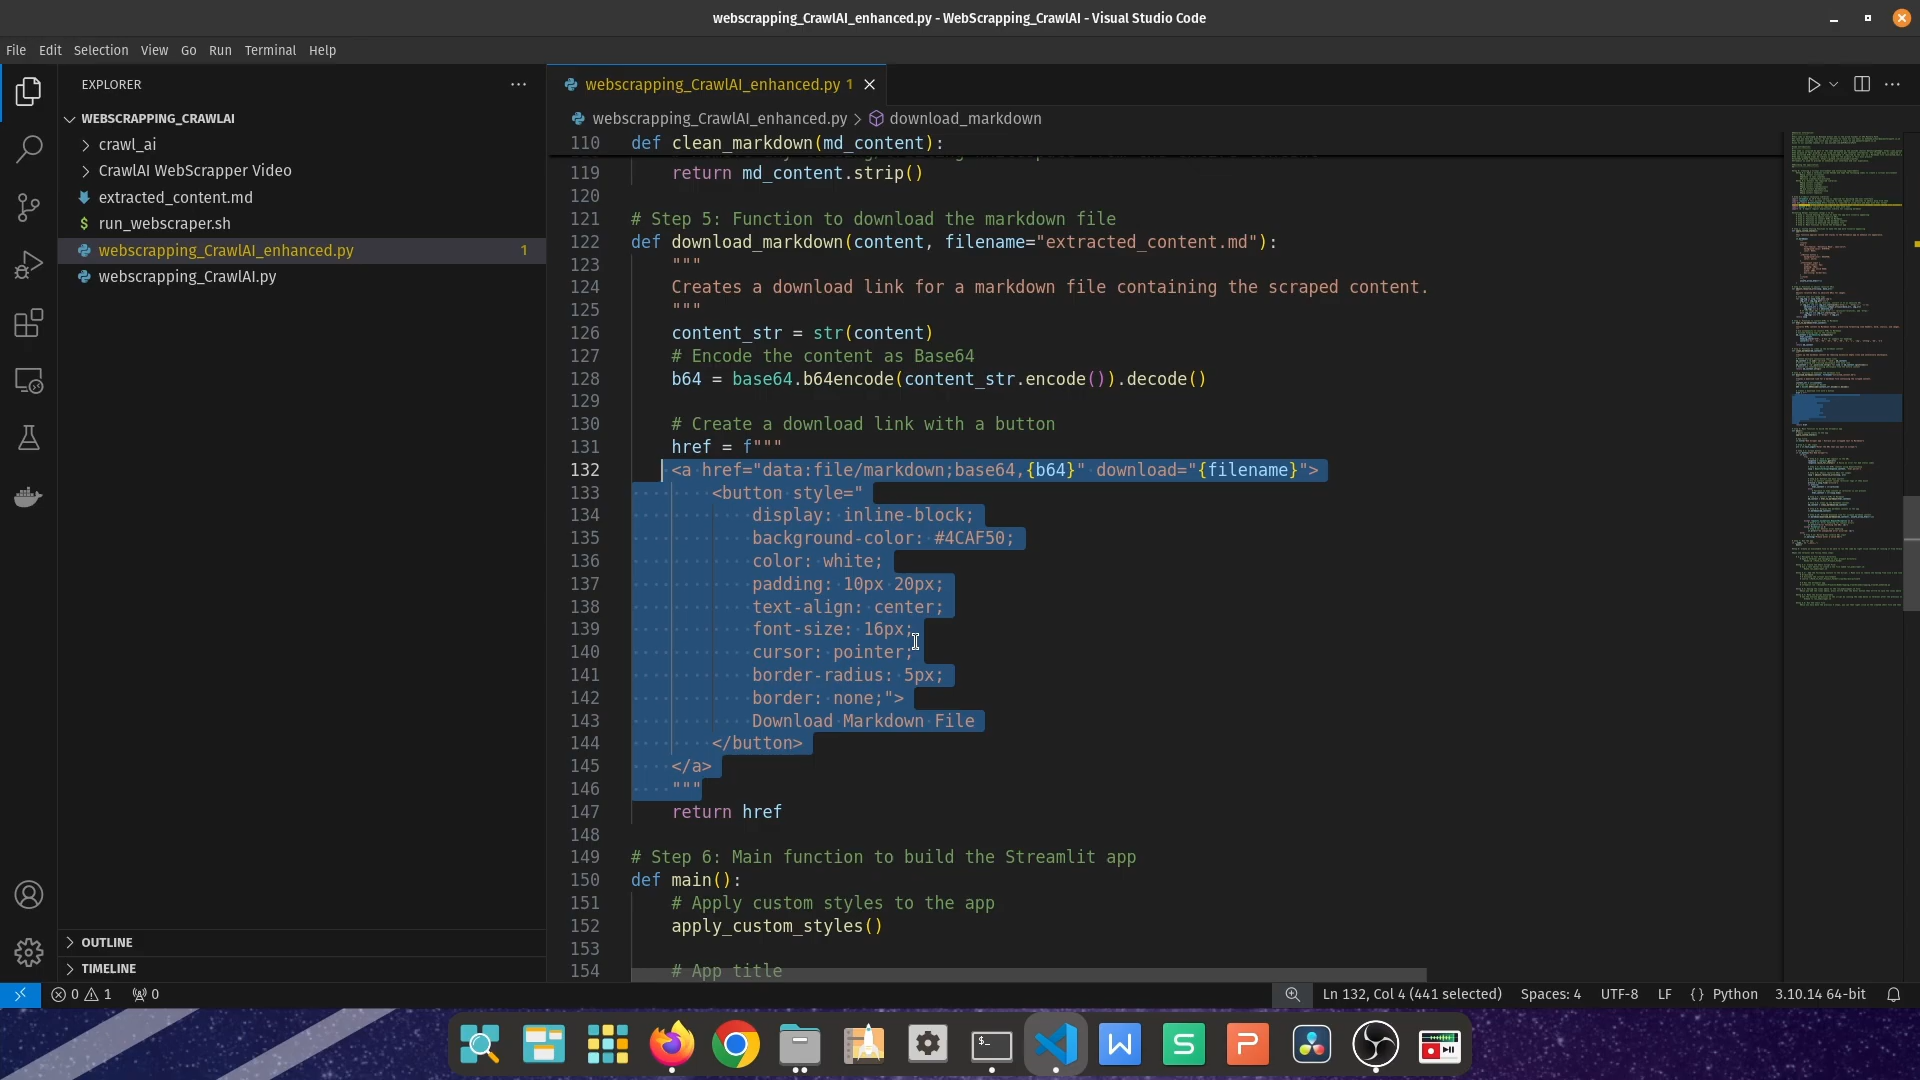 webscrapping_CrawlAI_enhanced.py - WebScrapping_CrawlAI - Visual Studio Code
File Edit Selection View Go Run Terminal Help
EXPLORER
WEBSCRAPPING_CRAWLAI
crawl_ai
CrawlAI WebScrapper Video
extracted_content.md
$ run_webscraper.sh
webscrapping_CrawlAI_enhanced.py 1
webscrapping_CrawlAI.py
OUTLINE
TIMELINE
webscrapping_CrawlAI_enhanced.py 1
webscrapping_CrawlAI_enhanced.py > download_markdown
110 def clean_markdown(md_content):
119 return md_content.strip()
120
121 # Step 5: Function to download the markdown file
122 def download_markdown(content, filename="extracted_content.md"):
123 """
124 Creates a download link for a markdown file containing the scraped content.
125 """
126 content_str = str(content)
127 # Encode the content as Base64
128 b64 = base64.b64encode(content_str.encode()).decode()
129
130 # Create a download link with a button
131 href = f"""
132 <a href="data:file/markdown;base64,{b64}" download="{filename}">
133 <button style="
134 display: inline-block;
135 background-color: #4CAF50;
136 color: white;
137 padding: 10px 20px;
138 text-align: center;
139 font-size: 16px;
140 cursor: pointer;
141 border-radius: 5px;
142 border: none;">
143 Download Markdown File
144 </button>
145 </a>
146 """
147 return href
148
149 # Step 6: Main function to build the Streamlit app
150 def main():
151 # Apply custom styles to the app
152 apply_custom_styles()
153
154 # App title
0 1 0 Ln 132, Col 4 (441 selected) Spaces: 4 UTF-8 LF {} Python 3.10.14 64-bit
$_ W S P